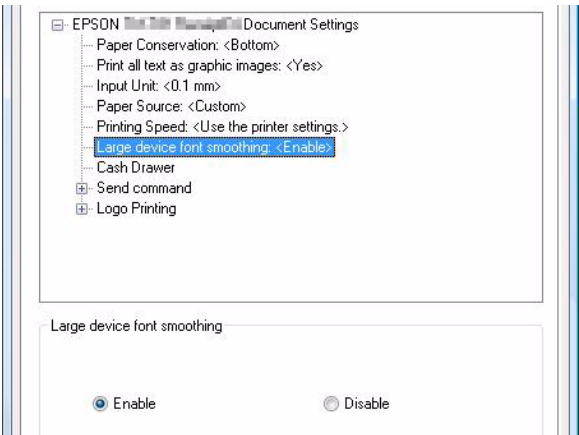 EPSON Document Settings
Paper Conservation: <Bottom>
Print all text as graphic images: <Yes>
Input Unit: <0.1 mm>
Paper Source: <Custom>
Printing Speed: <Use the printer settings.>
Large device font smoothing: <Enable>
Cash Drawer
Send command
Logo Printing
Large device font smoothing
Enable Disable